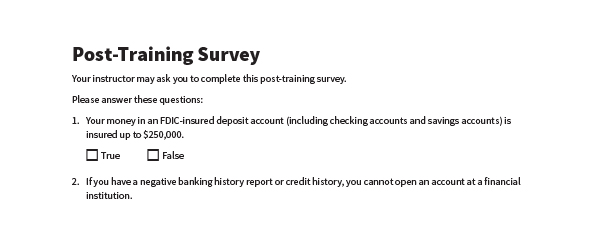 Post-Training Survey
Your instructor may ask you to complete this post-training survey.
Please answer these questions:
1. Your money in an FDIC-insured deposit account (including checking accounts and savings accounts) is
insured up to $250,000.
True False
2. If you have a negative banking history report or credit history, you cannot open an account at a financial
institution.